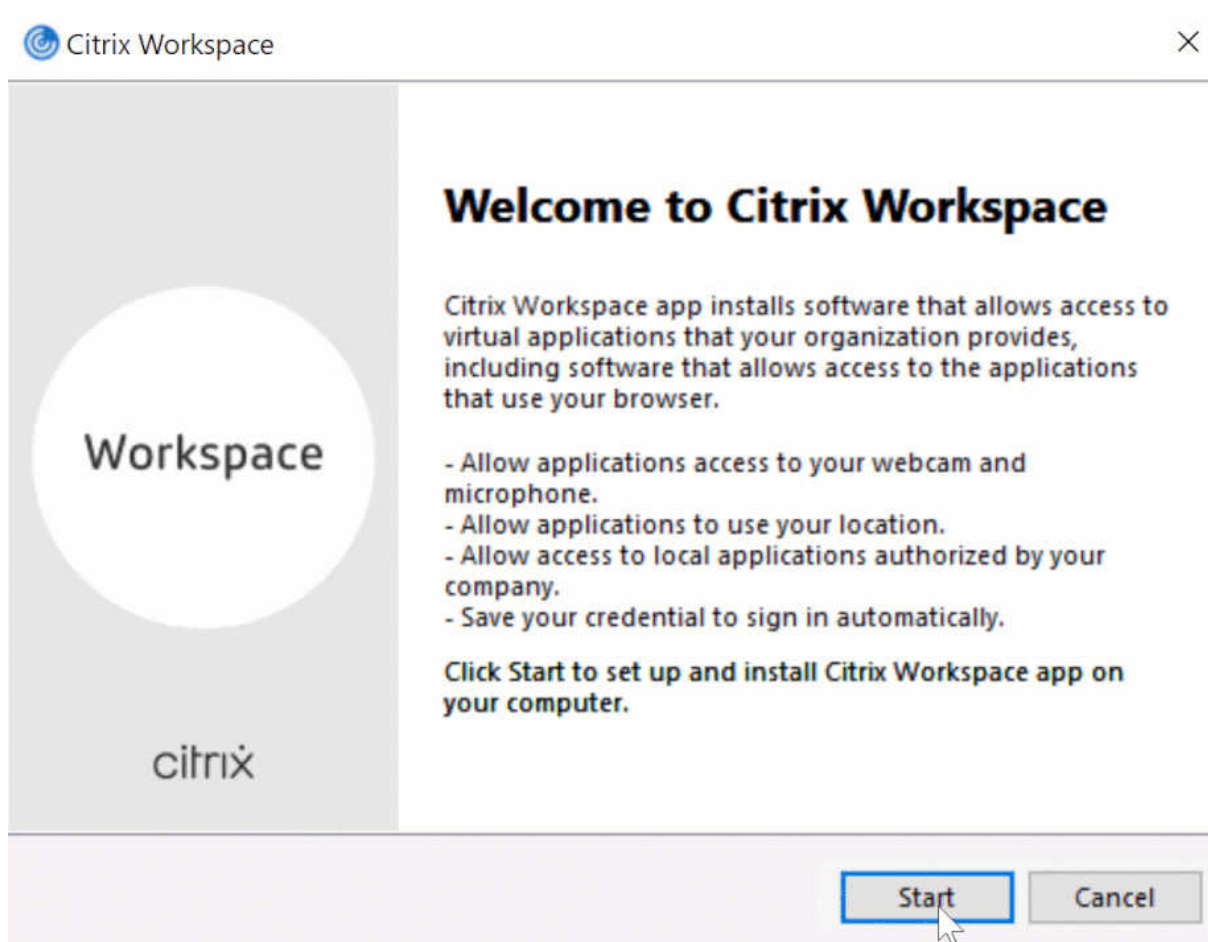 Citrix Workspace
Welcome to Citrix Workspace
Citrix Workspace app installs software that allows access to
virtual applications that your organization provides,
including software that allows access to the applications
that use your browser.
- Allow applications access to your webcam and
microphone.
- Allow applications to use your location.
- Allow access to local applications authorized by your
company.
- Save your credential to sign in automatically.
Click Start to set up and install Citrix Workspace app on
your computer.
Workspace
citrix
Start
Cancel